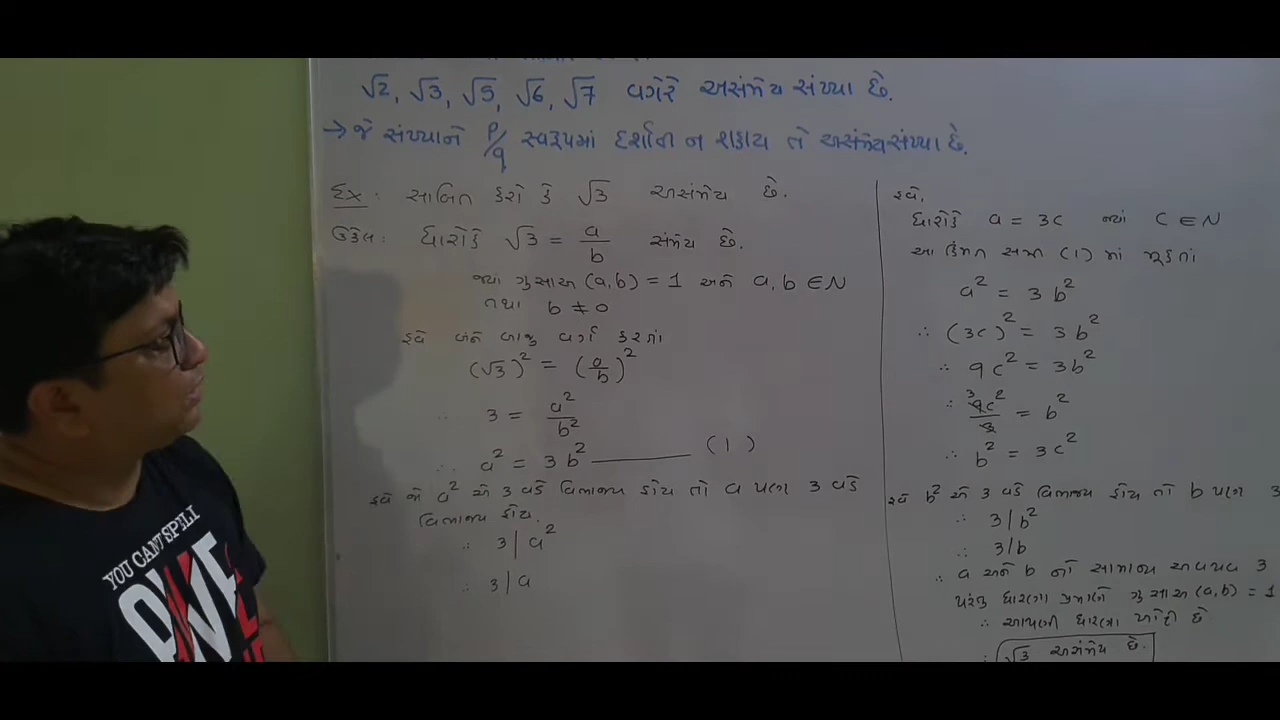 √2, √3, √5, √6, √7 વગેરે અસંમેય સંખ્યા છે.
→ જે સંખ્યાને P/q સ્વરૂપમાં દર્શાવી ન શકાય તે અસંમેય સંખ્યા છે.
Ex: સાબિત કરો કે √3 અસંમેય છે.
ઉકેલ: ધારોકે √3 = a/b સંમેય છે.
જ્યાં ગુસાઅ (a, b) = 1 અને a, b ∈ N
તથા b ≠ 0
હવે બંને બાજુ વર્ગ કરતાં
(√3)² = (a/b)²
∴ 3 = a²/b²
∴ a² = 3b² ——— (1)
હવે જો a² એ 3 વડે વિભાજ્ય હોય તો a પણ 3 વડે
વિભાજ્ય હોય.
∴ 3 | a²
∴ 3 | a
હવે,
ધારોકે a = 3c જ્યાં c ∈ N
આ કિંમત સમી (1) માં મૂકતાં
a² = 3b²
∴ (3c)² = 3b²
∴ 9c² = 3b²
∴ 9c²/3 = b²
∴ b² = 3c²
હવે b² એ 3 વડે વિભાજ્ય હોય તો b પણ 3
∴ 3 | b²
∴ 3 | b
∴ a અને b નો સામાન્ય અવયવ 3
પરંતુ ધારણા પ્રમાણે ગુસાઅ (a, b) = 1
∴ આપણી ધારણા ખોટી છે
∴ √3 અસંમેય છે.
YOU CAN'T SPELL